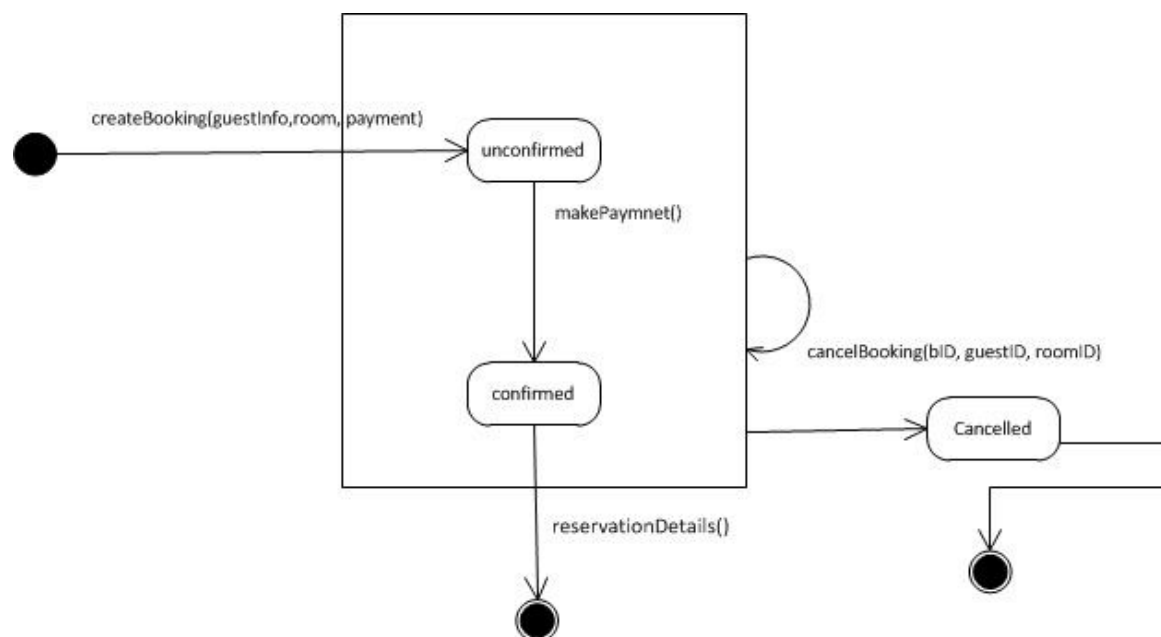 createBooking(guestInfo,room, payment)
unconfirmed
makePaymnet()
cancelBooking(bID, guestID, roomID)
confirmed
Cancelled
reservationDetails()